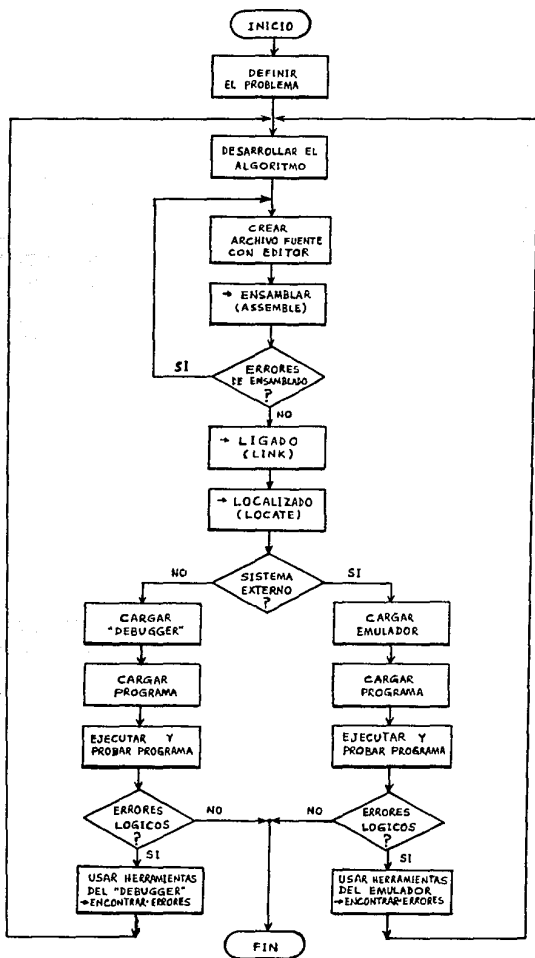 INICIO
DEFINIR
EL PROBLEMA
DESARROLLAR EL
ALGORITMO
CREAR
ARCHIVO FUENTE
CON EDITOR
→ ENSAMBLAR
(ASSEMBLE)
SI
ERRORES
DE ENSAMBLADO
?
NO
→ LIGADO
(LINK)
→ LOCALIZADO
(LOCATE)
NO
SISTEMA
EXTERNO
?
SI
CARGAR
"DEBUGGER"
CARGAR
PROGRAMA
EJECUTAR Y
PROBAR PROGRAMA
ERRORES
LOGICOS
?
NO
SI
USAR HERRAMIENTAS
DEL "DEBUGGER"
→ENCONTRAR·ERRORES
CARGAR
EMULADOR
CARGAR
PROGRAMA
EJECUTAR Y
PROBAR PROGRAMA
NO
ERRORES
LOGICOS
?
SI
USAR HERRAMIENTAS
DEL EMULADOR
→ENCONTRAR·ERRORES
FIN